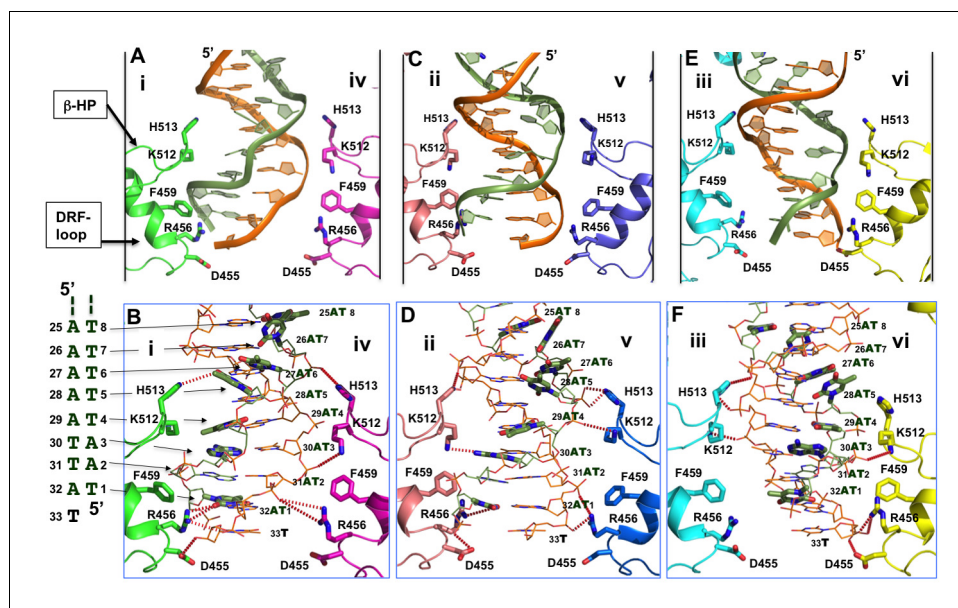 A
5'
i
iv
β-HP
H513
K512
F459
DRF-
loop
R456
D455
H513
K512
F459
R456
D455
C
5'
ii
v
H513
K512
F459
R456
D455
H513
K512
F459
R456
D455
E
5'
iii
vi
H513
K512
F459
R456
D455
H513
K512
F459
R456
D455
5'
25 A T 8
26 A T 7
27 A T 6
28 A T 5
29 A T 4
30 T A 3
31 T A 2
32 A T 1
33 T 5'
B
i
iv
25AT 8
26AT7
27AT6
28AT5
29AT4
30AT3
31AT2
32AT1
33T
H513
K512
F459
R456
D455
H513
K512
F459
R456
D455
D
ii
v
25AT 8
26AT7
27AT6
28AT5
29AT4
30AT3
31AT2
32AT1
33T
H513
K512
F459
R456
D455
H513
K512
F459
R456
D455
F
iii
vi
25AT 8
26AT7
27AT6
28AT5
29AT4
30AT3
31AT2
32AT1
33T
H513
K512
F459
R456
D455
H513
K512
F459
R456
D455